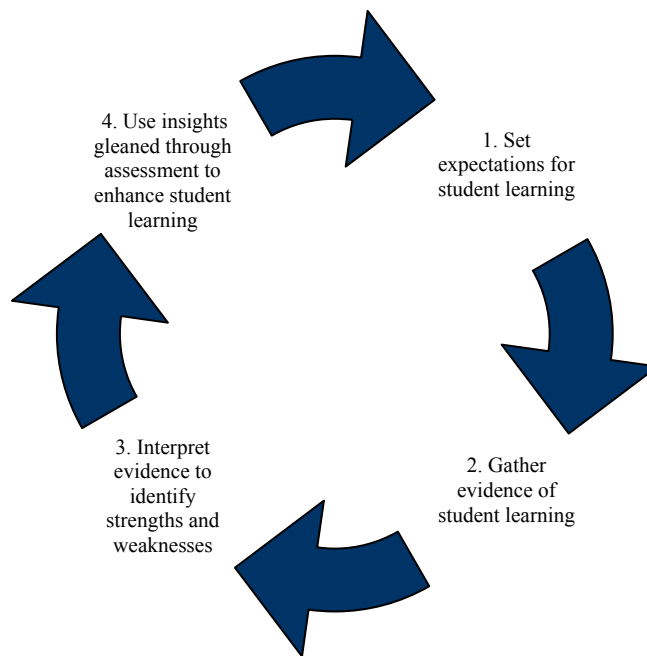 1. Set
expectations for
student learning
2. Gather
evidence of
student learning
3. Interpret
evidence to
identify
strengths and
weaknesses
4. Use insights
gleaned through
assessment to
enhance student
learning